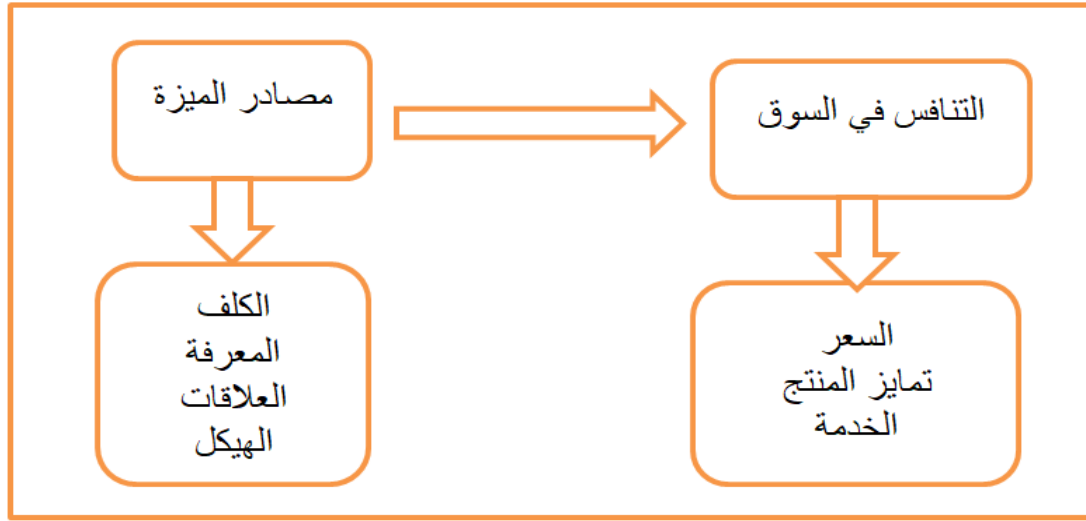 مصادر الميزة
التنافس في السوق
الكلف
المعرفة
العلاقات
الهيكل
السعر
تمايز المنتج
الخدمة